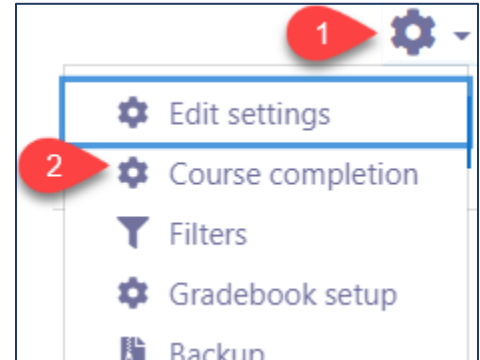 1
Edit settings
2
Course completion
Filters
Gradebook setup
Backup